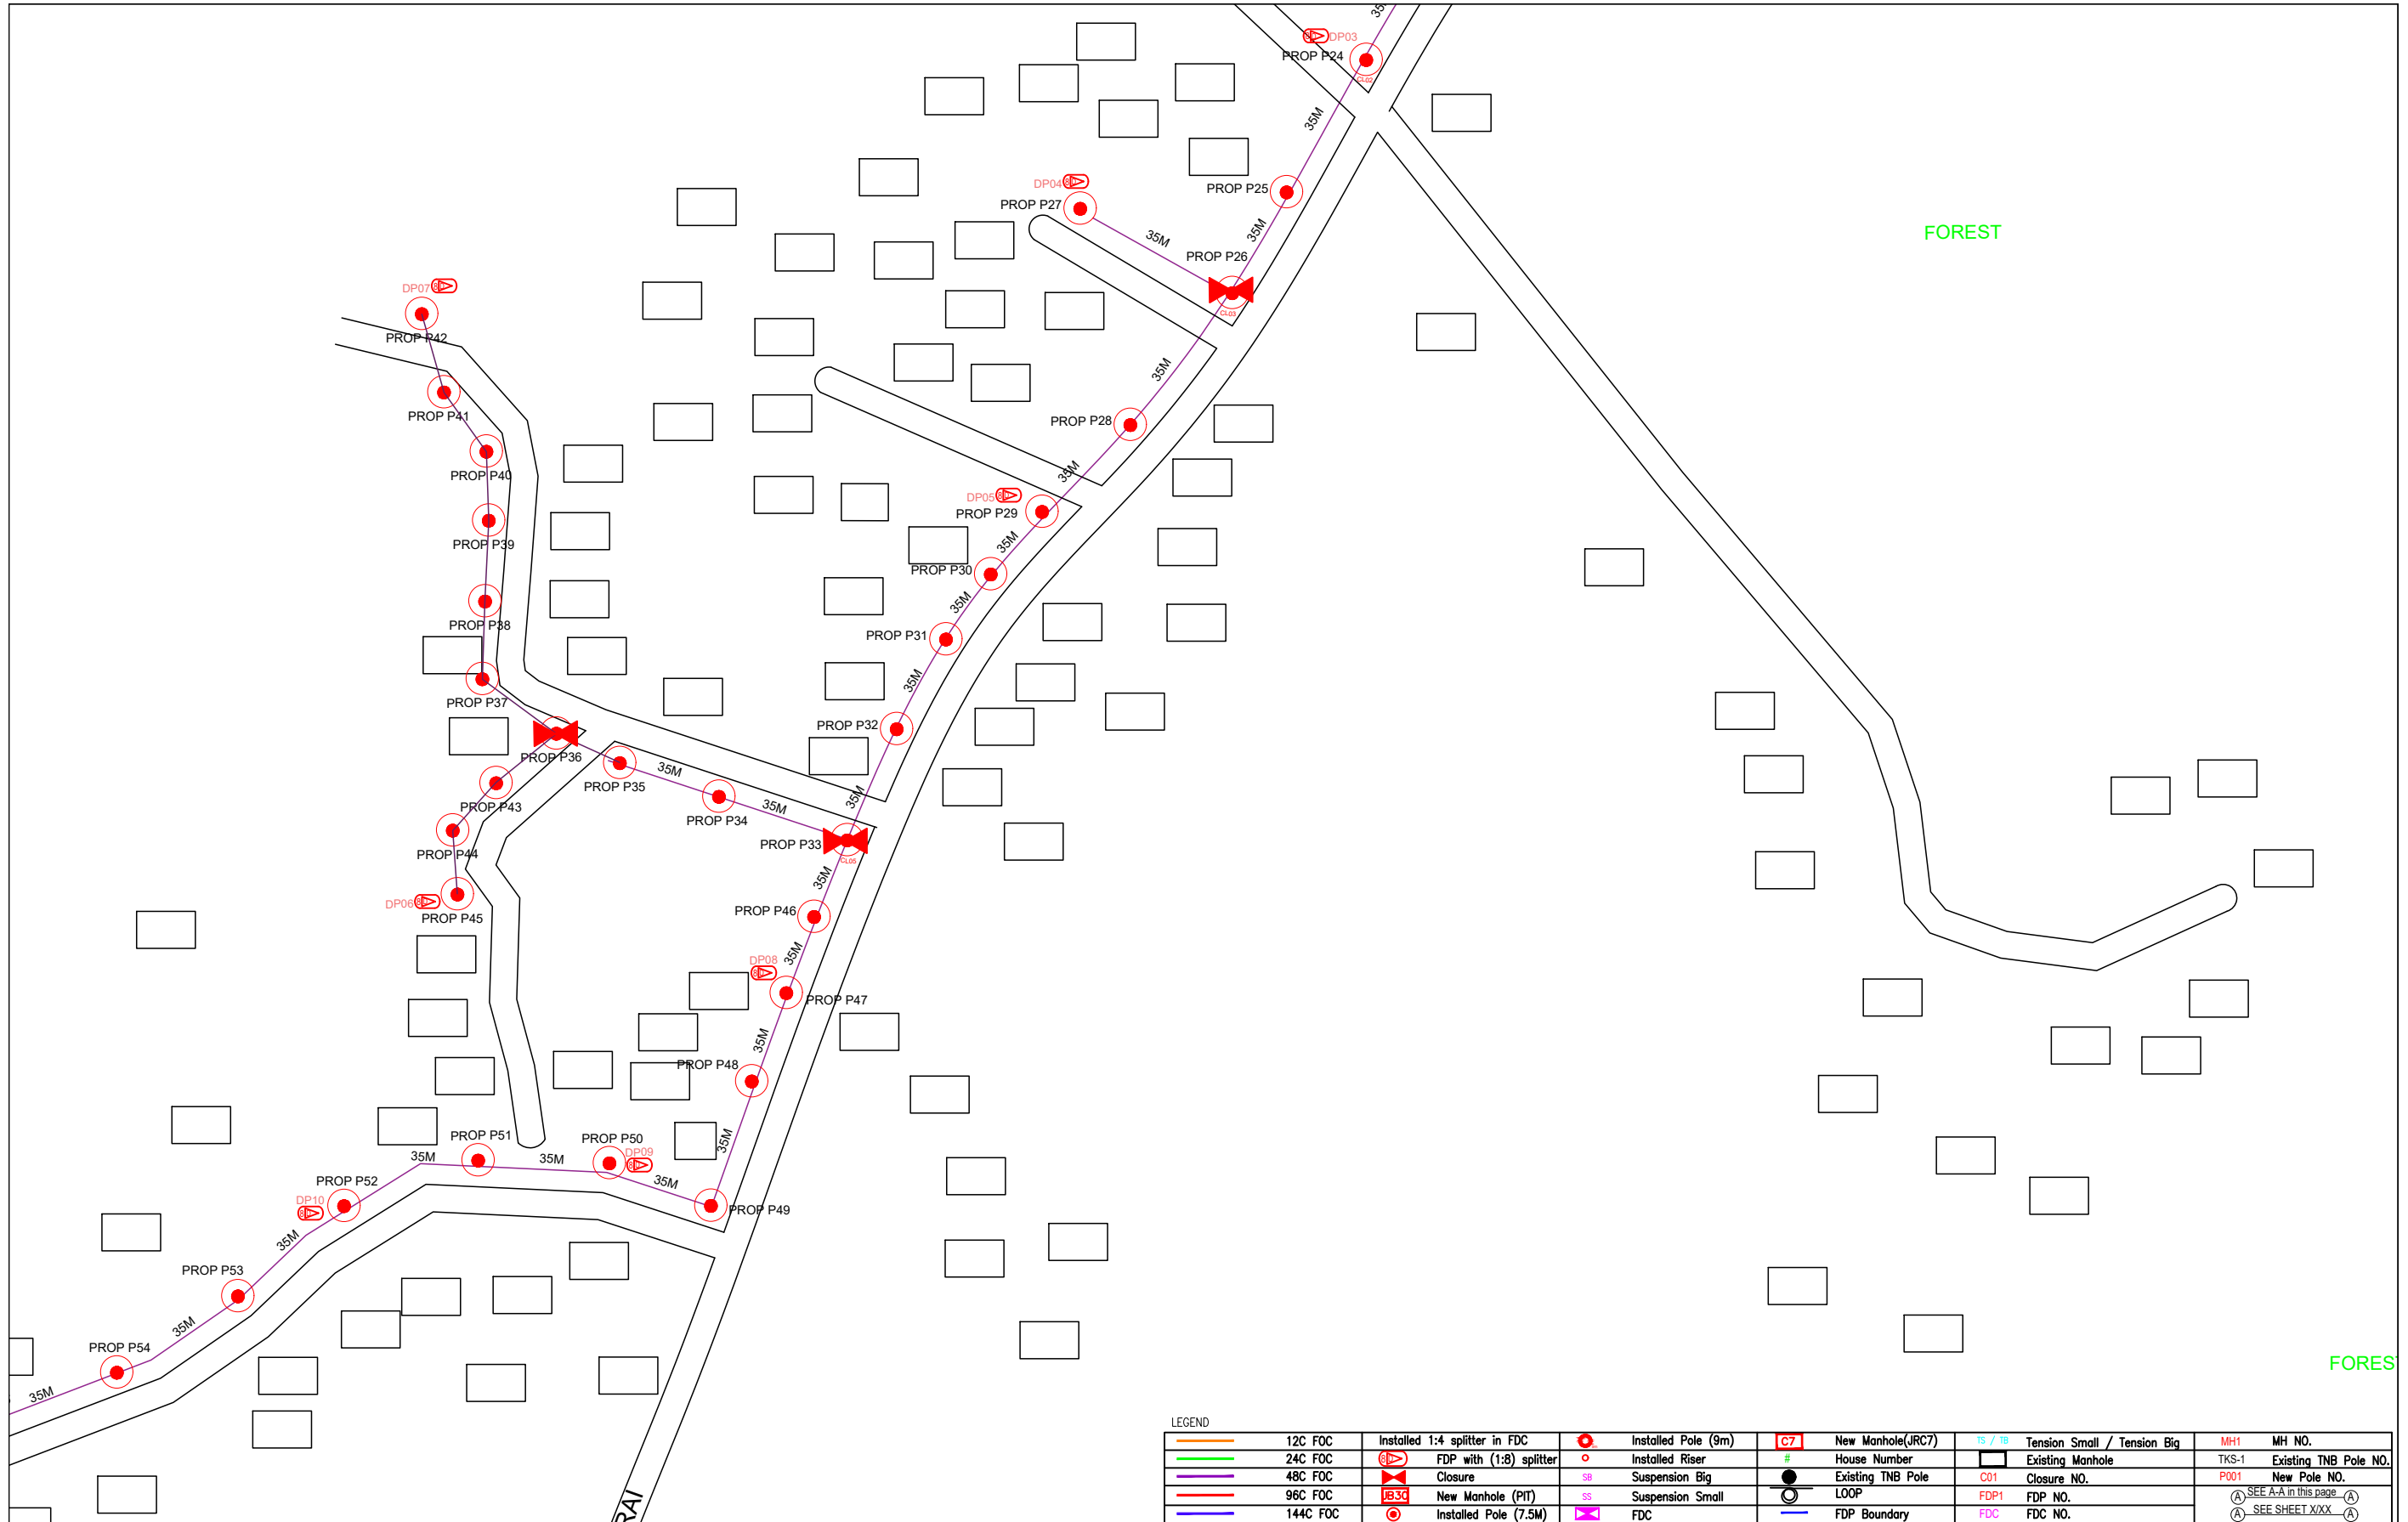 35M
DP03
PROP P24
CL02
35M
PROP P25
DP04
PROP P27
35M
35M
FOREST
PROP P26
CL03
DP07
PROP P42
35M
PROP P41
PROP P28
PROP P40
35M
DP05
PROP P29
PROP P39
35M
PROP P30
35M
PROP P38
PROP P31
35M
PROP P37
PROP P32
PROP P36
PROP P35
35M
35M
35M
PROP P43
PROP P34
PROP P33
CL05
PROP P44
35M
DP06
PROP P45
PROP P46
35M
DP08
PROP P47
35M
PROP P48
35M
PROP P51
PROP P50
DP09
35M
35M
35M
PROP P52
DP10
PROP P49
35M
PROP P53
35M
PROP P54
35M
FOREST
RAI
LEGEND
12C FOC
Installed 1:4 splitter in FDC
Installed Pole (9m)
C7
New Manhole(JRC7)
TS / TB
Tension Small / Tension Big
MH1
MH NO.
24C FOC
FDP with (1:8) splitter
Installed Riser
#
House Number
Existing Manhole
TKS-1
Existing TNB Pole NO.
48C FOC
Closure
SB
Suspension Big
Existing TNB Pole
C01
Closure NO.
P001
New Pole NO.
96C FOC
JB30
New Manhole (PIT)
SS
Suspension Small
LOOP
FDP1
FDP NO.
A SEE A-A in this page A
144C FOC
Installed Pole (7.5M)
FDC
FDP Boundary
FDC
FDC NO.
A SEE SHEET X/XX A